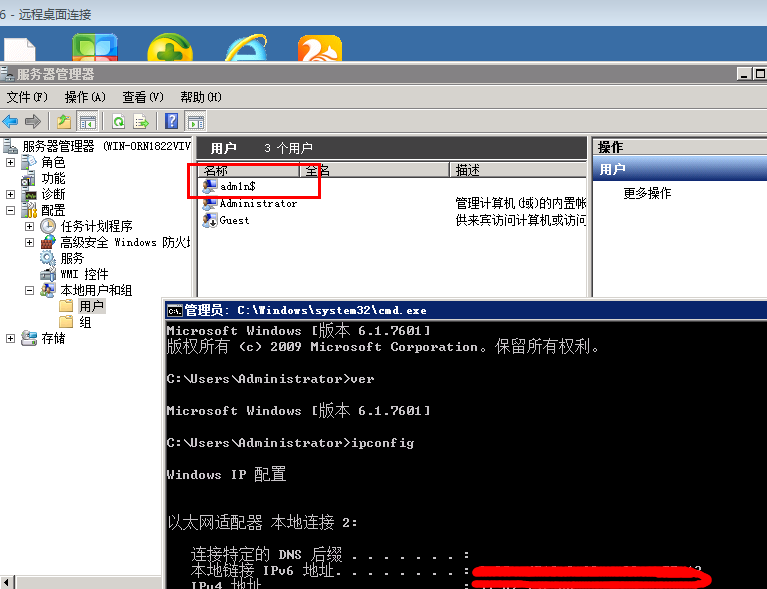 6 - 远程桌面连接
服务器管理器
文件(F) 操作(A) 查看(V) 帮助(H)
服务器管理器 (WIN-ORN1822VIV
角色
功能
诊断
配置
任务计划程序
高级安全 Windows 防火
服务
WMI 控件
本地用户和组
用户
组
存储
用户 3 个用户
名称 全名 描述
adm1n$
Administrator 管理计算机(域)的内置帐
Guest 供来宾访问计算机或访问
操作
用户
更多操作
管理员: C:\Windows\system32\cmd.exe
Microsoft Windows [版本 6.1.7601]
版权所有 (c) 2009 Microsoft Corporation。保留所有权利。
C:\Users\Administrator>ver
Microsoft Windows [版本 6.1.7601]
C:\Users\Administrator>ipconfig
Windows IP 配置
以太网适配器 本地连接 2:
连接特定的 DNS 后缀 . . . . . . . :
本地链接 IPv6 地址. . . . . . . . :
IPv4 地址